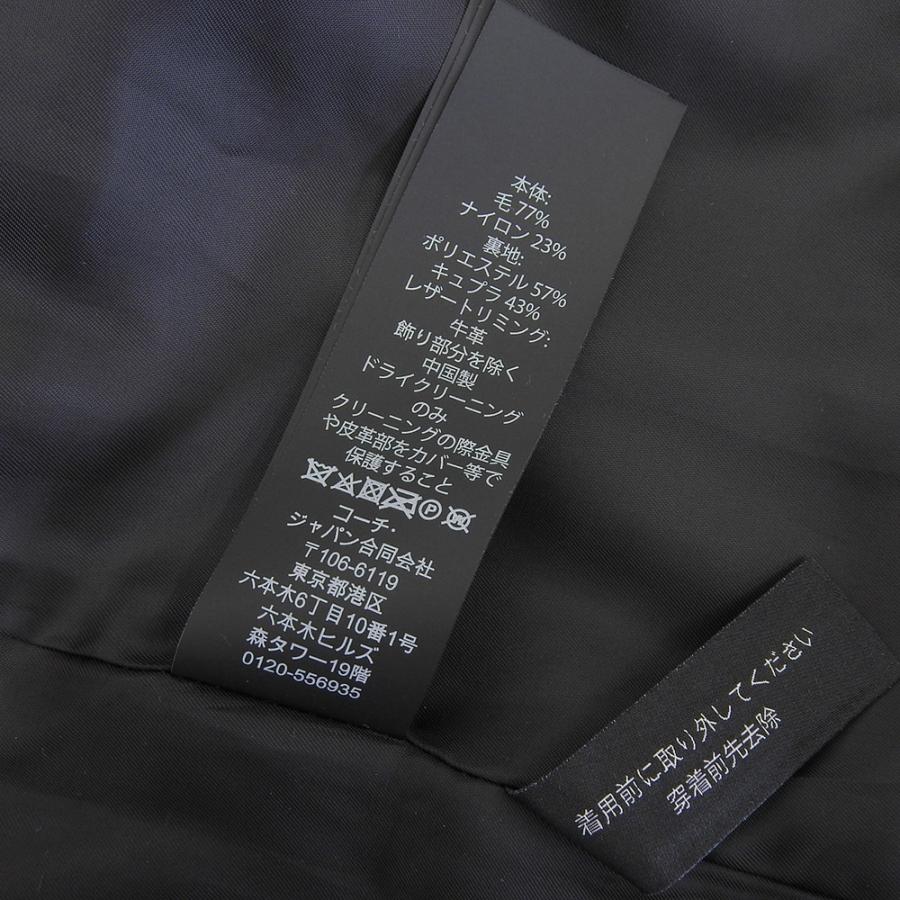 本体:
毛 77%
ナイロン 23%
裏地:
ポリエステル 57%
キュプラ 43%
レザートリミング:
牛革
飾り部分を除く
中国製
ドライクリーニング
のみ
クリーニングの際金具
や皮革部をカバー等で
保護すること
コーチ・
ジャパン合同会社
〒106-6119
東京都港区
六本木6丁目10番1号
六本木ヒルズ
森タワー19階
0120-556935
着用前に取り外してください
穿着前先去除